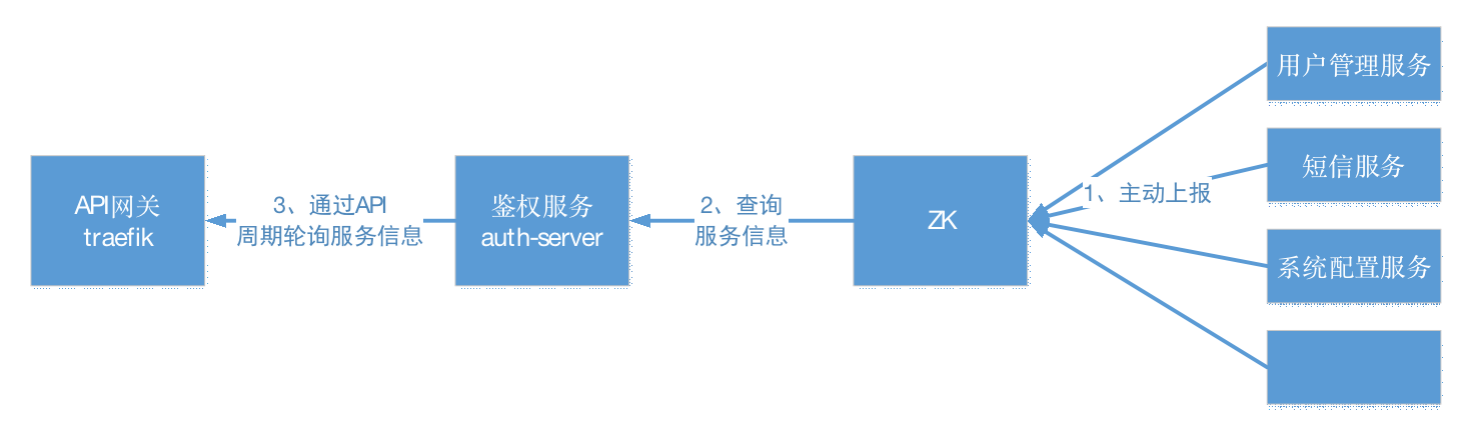 API网关
traefik
3、通过API
周期轮询服务信息
鉴权服务
auth-server
2、查询
服务信息
ZK
1、主动上报
用户管理服务
短信服务
系统配置服务